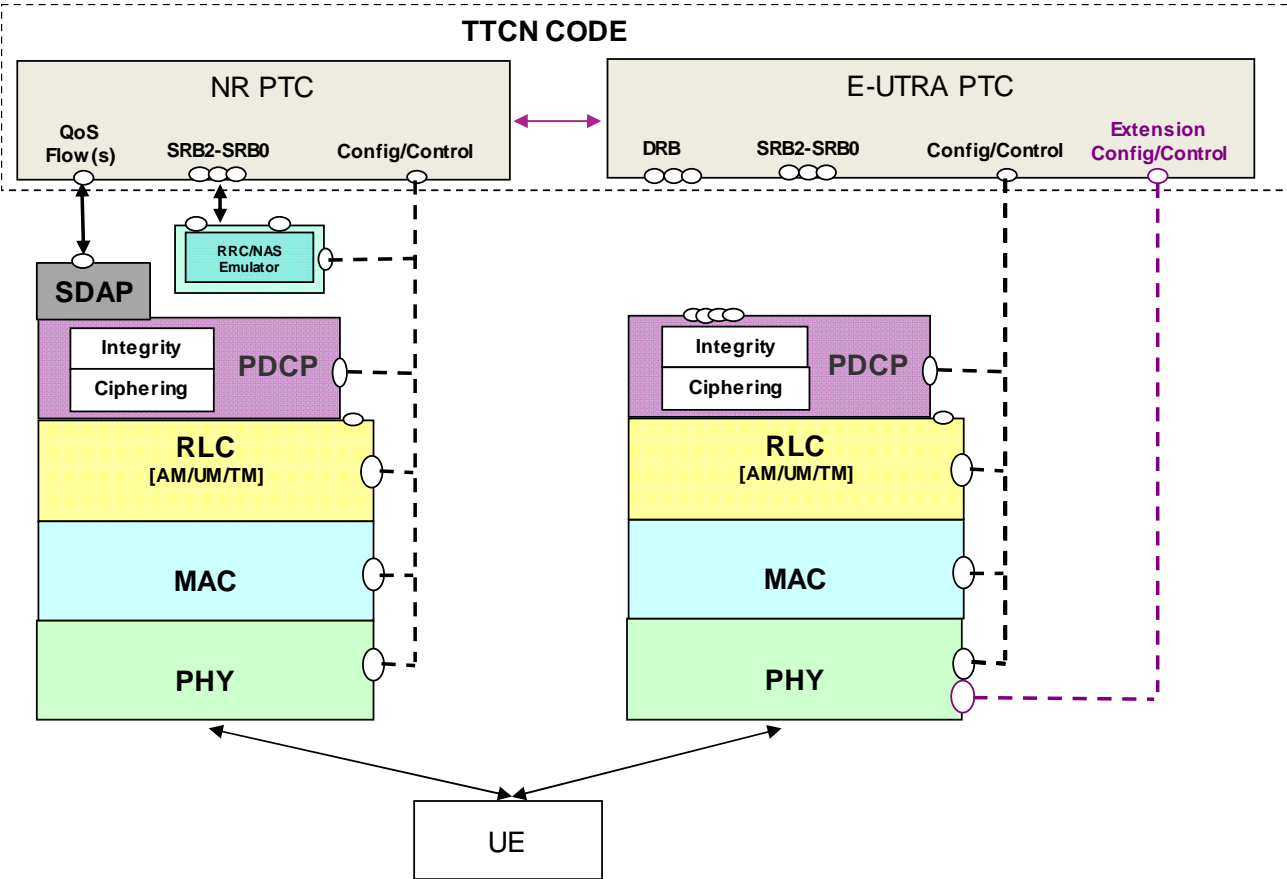 TTCN CODE
NR PTC
E-UTRA PTC
QoS
Flow(s)
SRB2-SRB0
Config/Control
DRB
SRB2-SRB0
Config/Control
Extension
Config/Control
RRC/NAS
Emulator
SDAP
Integrity
Ciphering
PDCP
Integrity
Ciphering
PDCP
RLC
[AM/UM/TM]
RLC
[AM/UM/TM]
MAC
MAC
PHY
PHY
UE